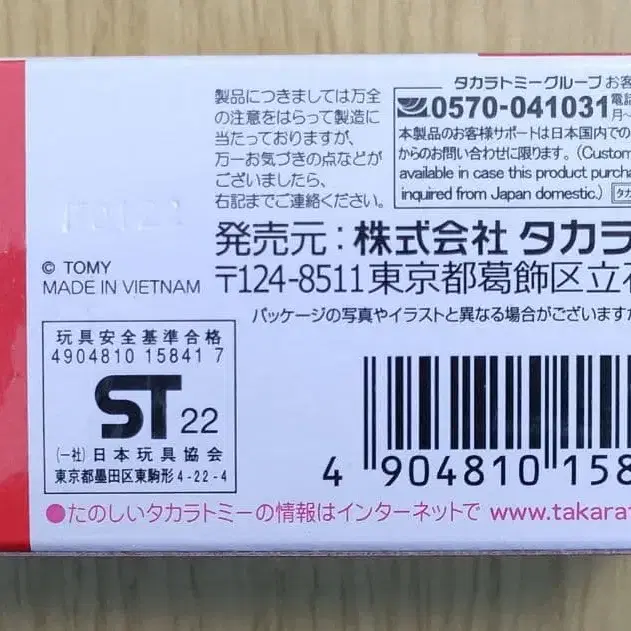 製品につきましては万全
の注意をはらって製造に
当たっておりますが、
万一お気づきの点などが
ございましたら、
右記までご連絡ください。
タカラトミーグループ お客
0570-041031 電話
月~
本製品のお客様サポートは日本国内での
からのお問い合わせに限ります。(Custom
available in case this product purcha
inquired from Japan domestic.)
発売元:株式会社 タカラ
〒124-8511 東京都葛飾区立石
© TOMY
MADE IN VIETNAM
パッケージの写真やイラストと異なる場合がございますが
玩具安全基準合格
4904810 15841 7
ST 22
(一社)日本玩具協会
東京都墨田区東駒形4-22-4
4 904810 158
●たのしいタカラトミーの情報はインターネットで www.takarat